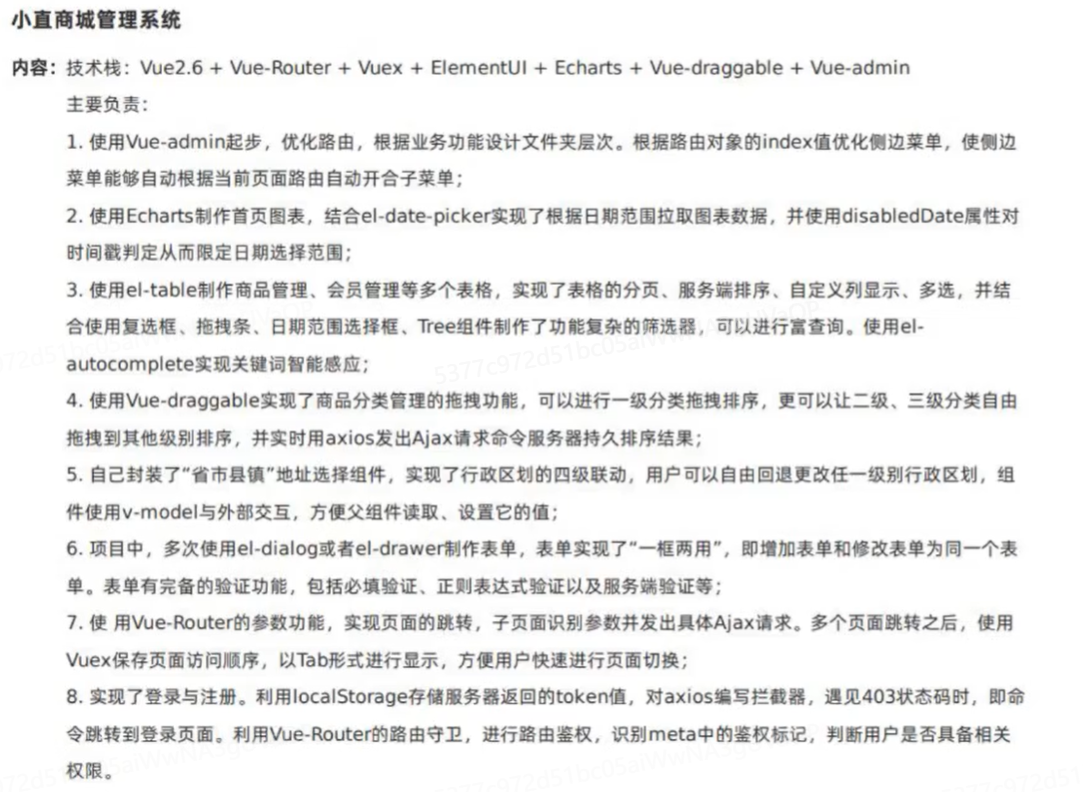 小直商城管理系统
内容：技术栈：Vue2.6 + Vue-Router + Vuex + ElementUI + Echarts + Vue-draggable + Vue-admin
主要负责：
1. 使用Vue-admin起步，优化路由，根据业务功能设计文件夹层次。根据路由对象的index值优化侧边菜单，使侧边
菜单能够自动根据当前页面路由自动开合子菜单；
2. 使用Echarts制作首页图表，结合el-date-picker实现了根据日期范围拉取图表数据，并使用disabledDate属性对
时间戳判定从而限定日期选择范围；
3. 使用el-table制作商品管理、会员管理等多个表格，实现了表格的分页、服务端排序、自定义列显示、多选，并结
合使用复选框、拖拽条、日期范围选择框、Tree组件制作了功能复杂的筛选器，可以进行富查询。使用el-
autocomplete实现关键词智能感应；
4. 使用Vue-draggable实现了商品分类管理的拖拽功能，可以进行一级分类拖拽排序，更可以让二级、三级分类自由
拖拽到其他级别排序，并实时用axios发出Ajax请求命令服务器持久排序结果；
5. 自己封装了“省市县镇”地址选择组件，实现了行政区划的四级联动，用户可以自由回退更改任一级别行政区划，组
件使用v-model与外部交互，方便父组件读取、设置它的值；
6. 项目中，多次使用el-dialog或者el-drawer制作表单，表单实现了“一框两用”，即增加表单和修改表单为同一个表
单。表单有完备的验证功能，包括必填验证、正则表达式验证以及服务端验证等；
7. 使 用Vue-Router的参数功能，实现页面的跳转，子页面识别参数并发出具体Ajax请求。多个页面跳转之后，使用
Vuex保存页面访问顺序，以Tab形式进行显示，方便用户快速进行页面切换；
8. 实现了登录与注册。利用localStorage存储服务器返回的token值，对axios编写拦截器，遇见403状态码时，即命
令跳转到登录页面。利用Vue-Router的路由守卫，进行路由鉴权，识别meta中的鉴权标记，判断用户是否具备相关
权限。